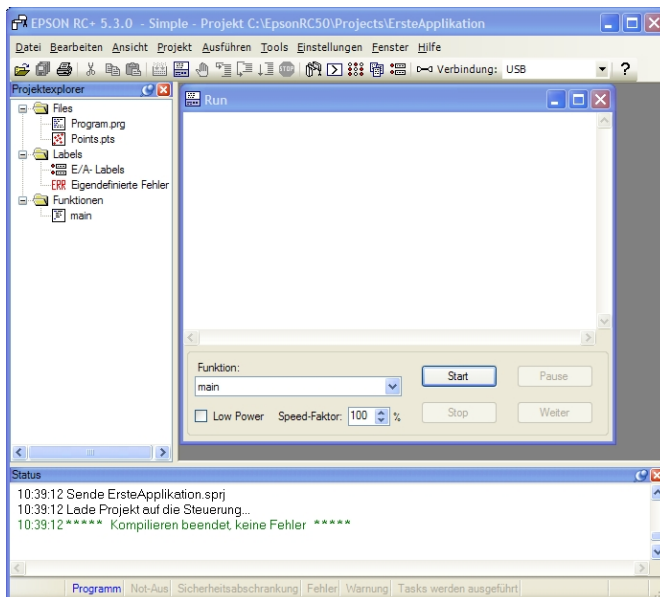 EPSON RC+ 5.3.0 - Simple - Projekt C:\EpsonRC50\Projects\ErsteApplikation
Datei Bearbeiten Ansicht Projekt Ausführen Tools Einstellungen Fenster Hilfe
STOP Verbindung: USB ?
Projektexplorer
Files
Program.prg
Points.pts
Labels
E/A- Labels
ERR Eigendefinierte Fehler
Funktionen
main
Run
Funktion:
main
Start Pause
Low Power Speed-Faktor: 100 % Stop Weiter
Status
10:39:12 Sende ErsteApplikation.sprj
10:39:12 Lade Projekt auf die Steuerung...
10:39:12 ***** Kompilieren beendet, keine Fehler *****
Programm Not-Aus Sicherheitsabschrankung Fehler Warnung Tasks werden ausgeführt